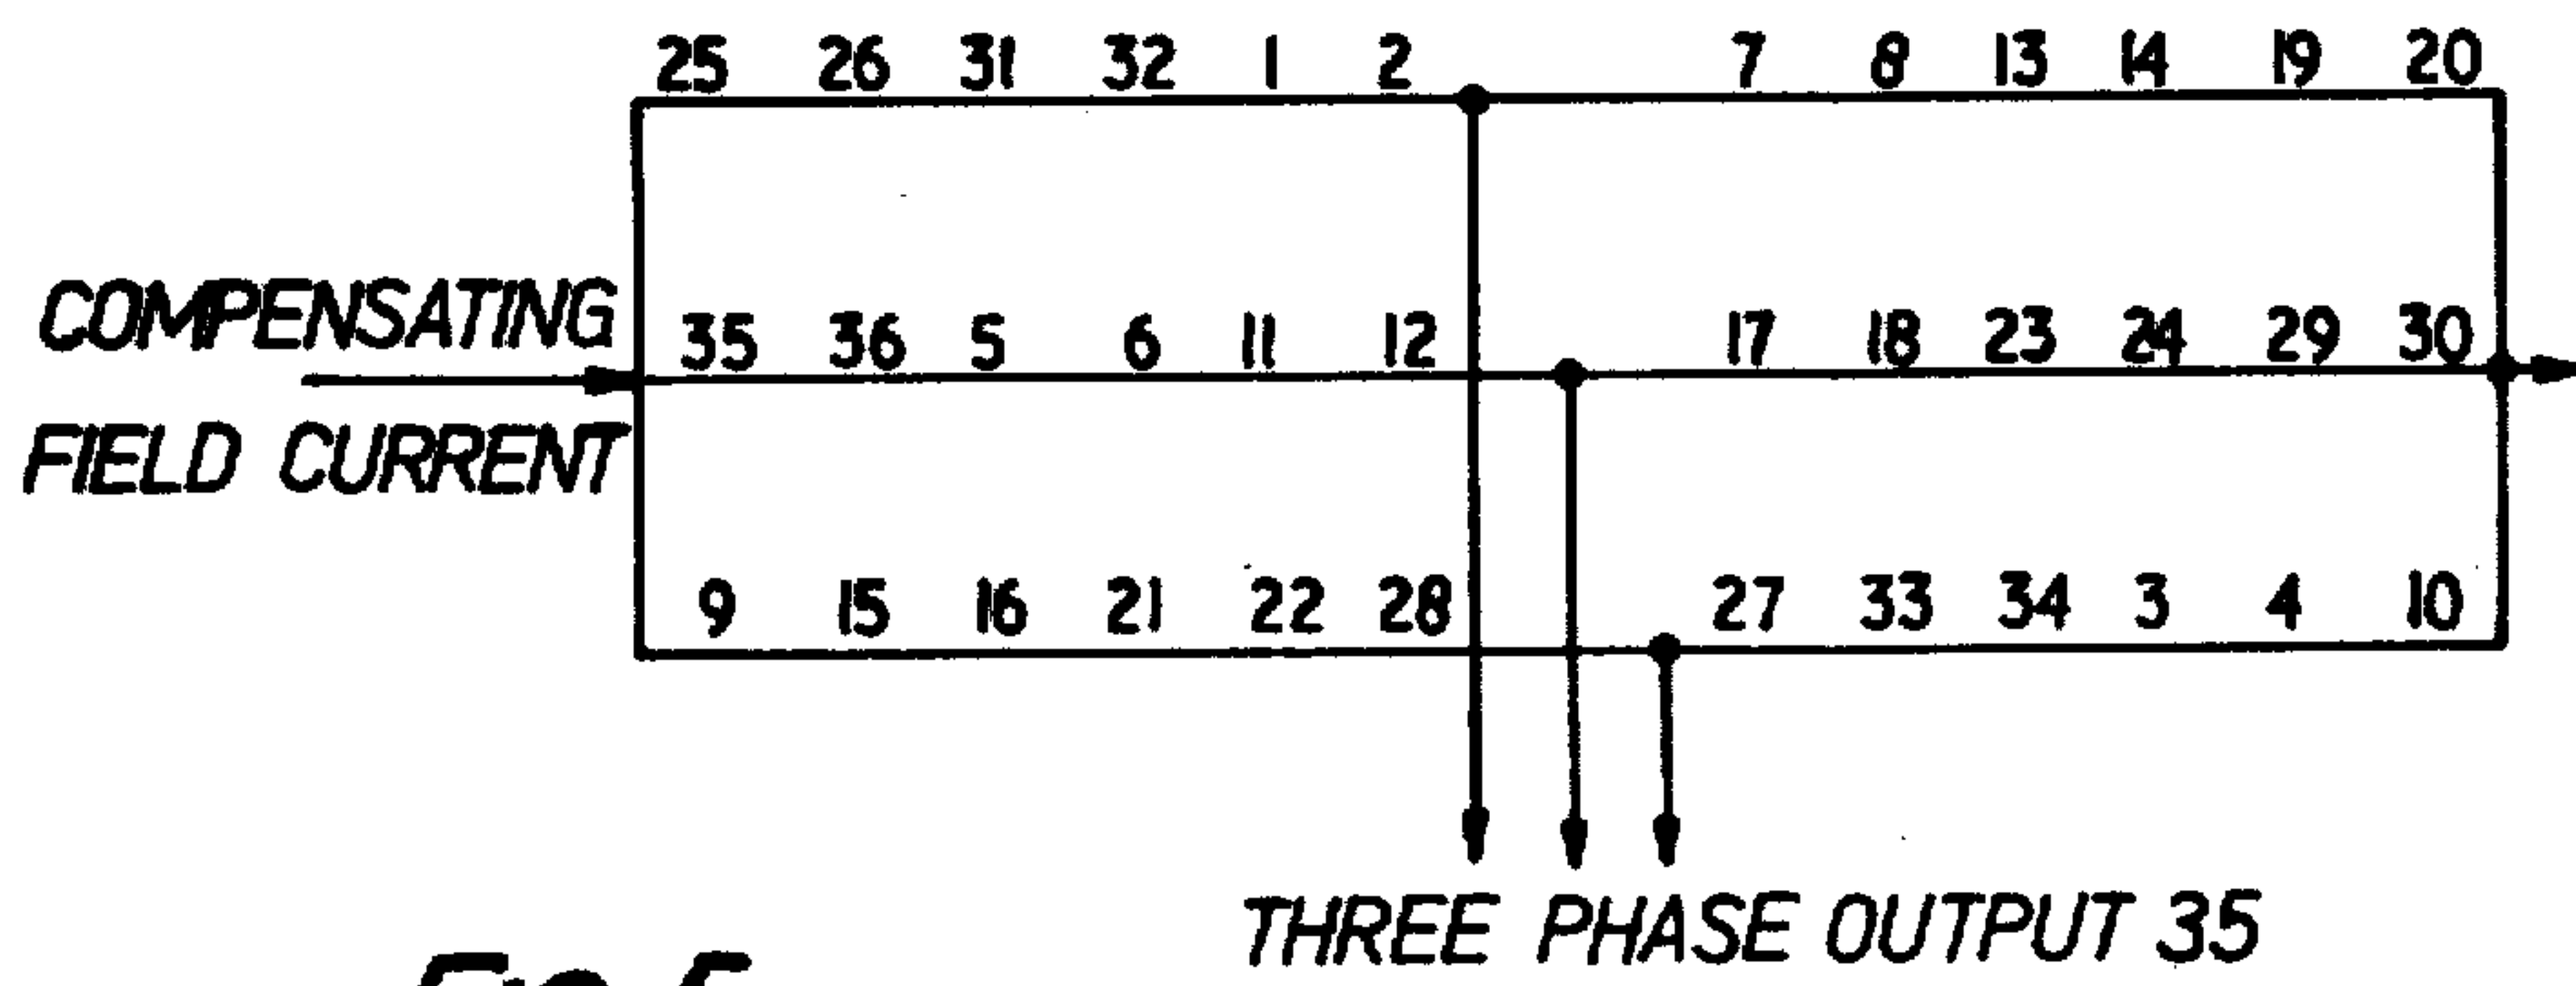 25 26 31 32 1 2 7 8 13 14 19 20
COMPENSATING
35 36 5 6 11 12 17 18 23 24 29 30
FIELD CURRENT
9 15 16 21 22 28 27 33 34 3 4 10
THREE PHASE OUTPUT 35